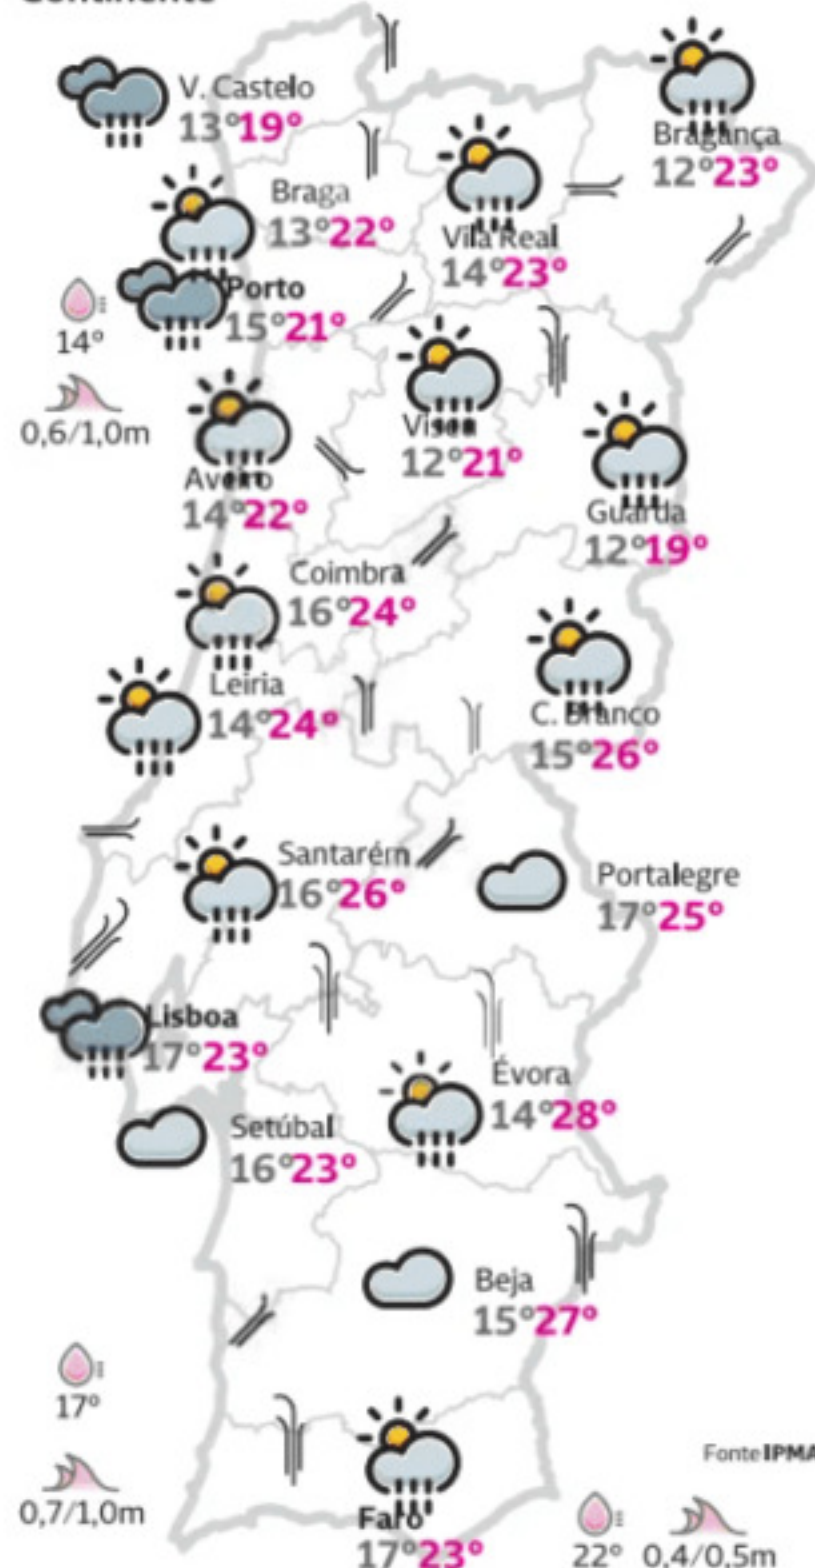 Continente
V. Castelo
13° 19°
Bragança
12° 23°
Braga
13° 22°
Vila Real
14° 23°
Porto
15° 21°
14°
0,6/1,0m
Viseu
12° 21°
Aveiro
14° 22°
Guarda
12° 19°
Coimbra
16° 24°
Leiria
14° 24°
C. Branco
15° 26°
Santarém
16° 26°
Portalegre
17° 25°
Lisboa
17° 23°
Évora
14° 28°
Setúbal
16° 23°
Beja
15° 27°
17°
0,7/1,0m
Fonte IPMA
Faro
17° 23°
22° 0,4/0,5m